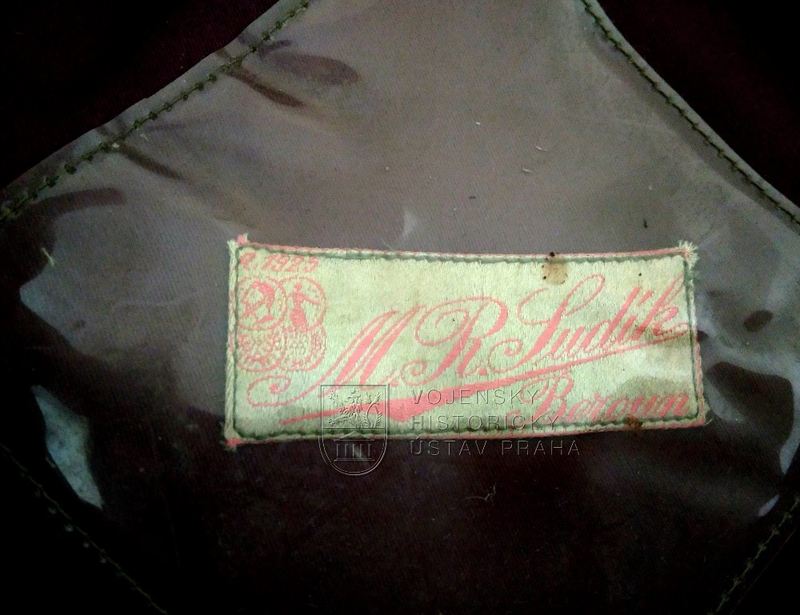 M. R. Sudík
Beroun
VOJENSKÝ
HISTORICKÝ
ÚSTAV PRAHA